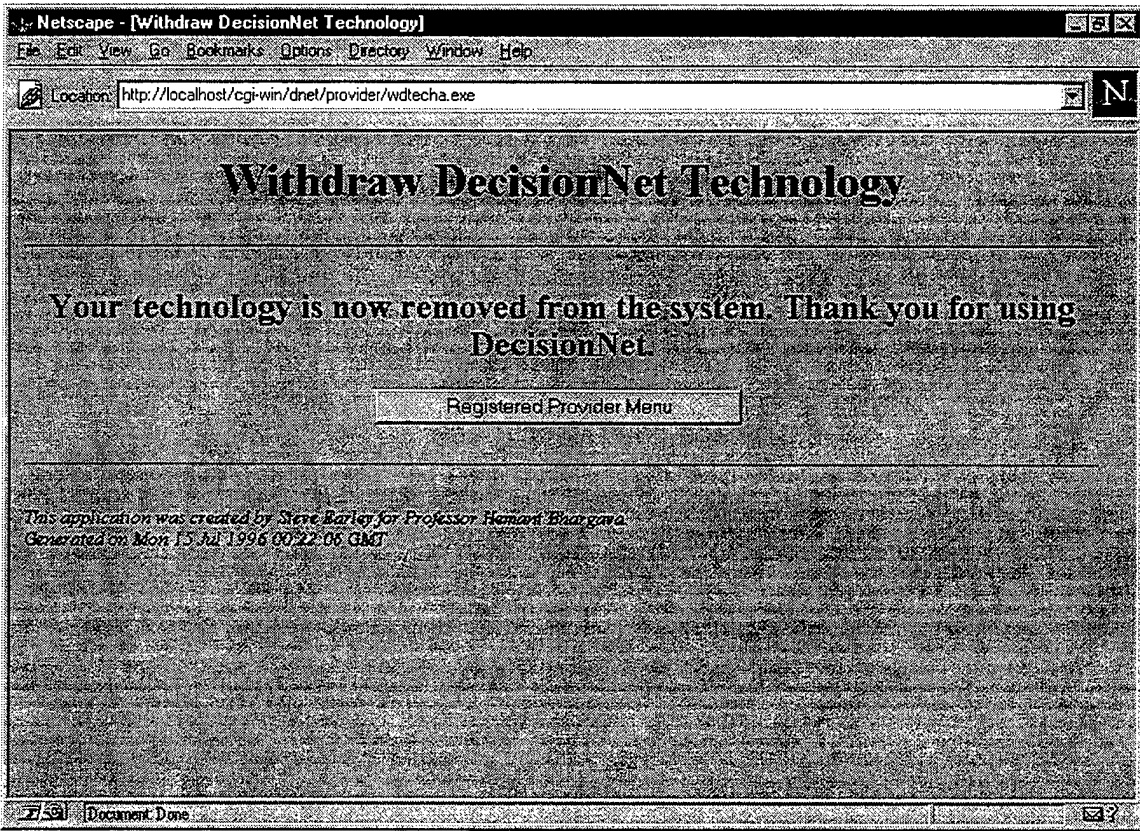 Netscape - [Withdraw DecisionNet Technology]
File Edit View Go Bookmarks Options Directory Window Help
Location: http://localhost/cgi-win/dnet/provider/wdtecha.exe
N
Withdraw DecisionNet Technology
Your technology is now removed from the system. Thank you for using
DecisionNet.
Registered Provider Menu
This application was created by Steve Barley for Professor Hemant Bhargava.
Generated on Mon 15 Jul 1996 00:22:06 GMT
Document: Done